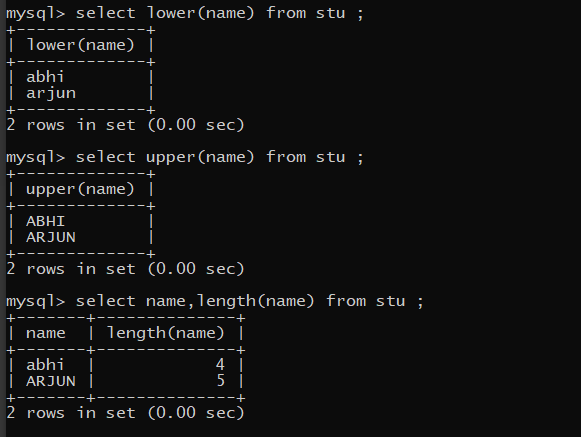 mysql> select lower(name) from stu ;
+-------------+
| lower(name) |
+-------------+
| abhi        |
| arjun       |
+-------------+
2 rows in set (0.00 sec)
mysql> select upper(name) from stu ;
+-------------+
| upper(name) |
+-------------+
| ABHI        |
| ARJUN       |
+-------------+
2 rows in set (0.00 sec)
mysql> select name,length(name) from stu ;
+-------+--------------+
| name  | length(name) |
+-------+--------------+
| abhi  |            4 |
| ARJUN |            5 |
+-------+--------------+
2 rows in set (0.00 sec)